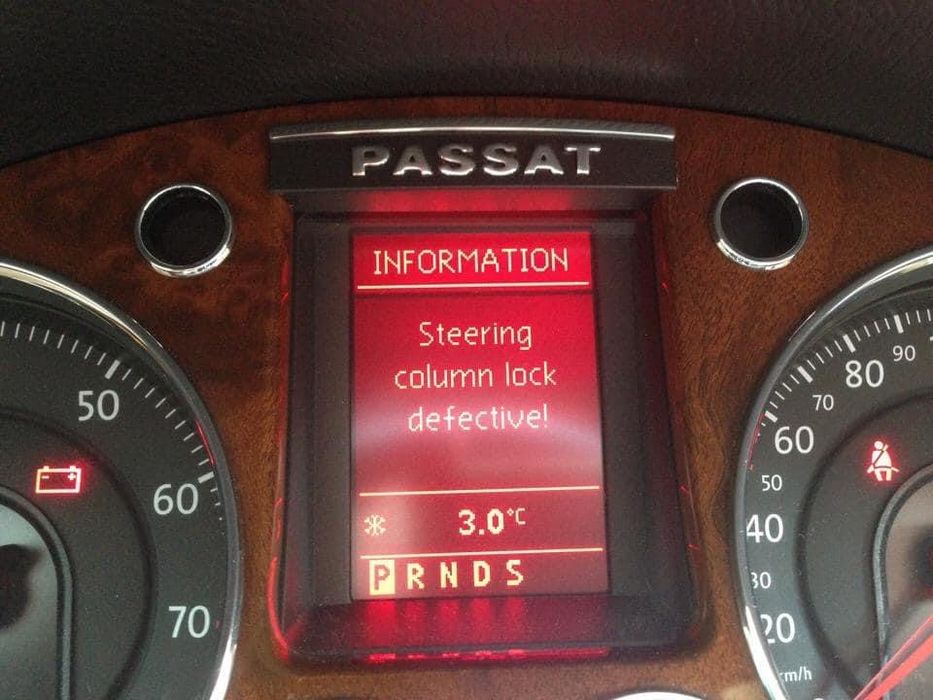 PASSAT
INFORMATION
Steering
column lock
defective!
3.0°C
P R N D S
50
60
70
80
90
70
60
50
40
30
20
km/h